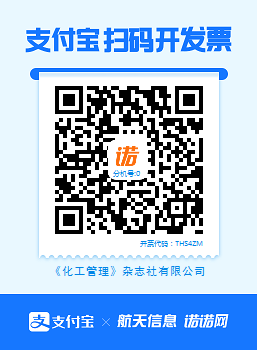 支付宝扫码开发票
诺
分机号:0
开票代码：THS4ZM
《化工管理》杂志社有限公司
支 支付宝 × 航天信息 诺诺网